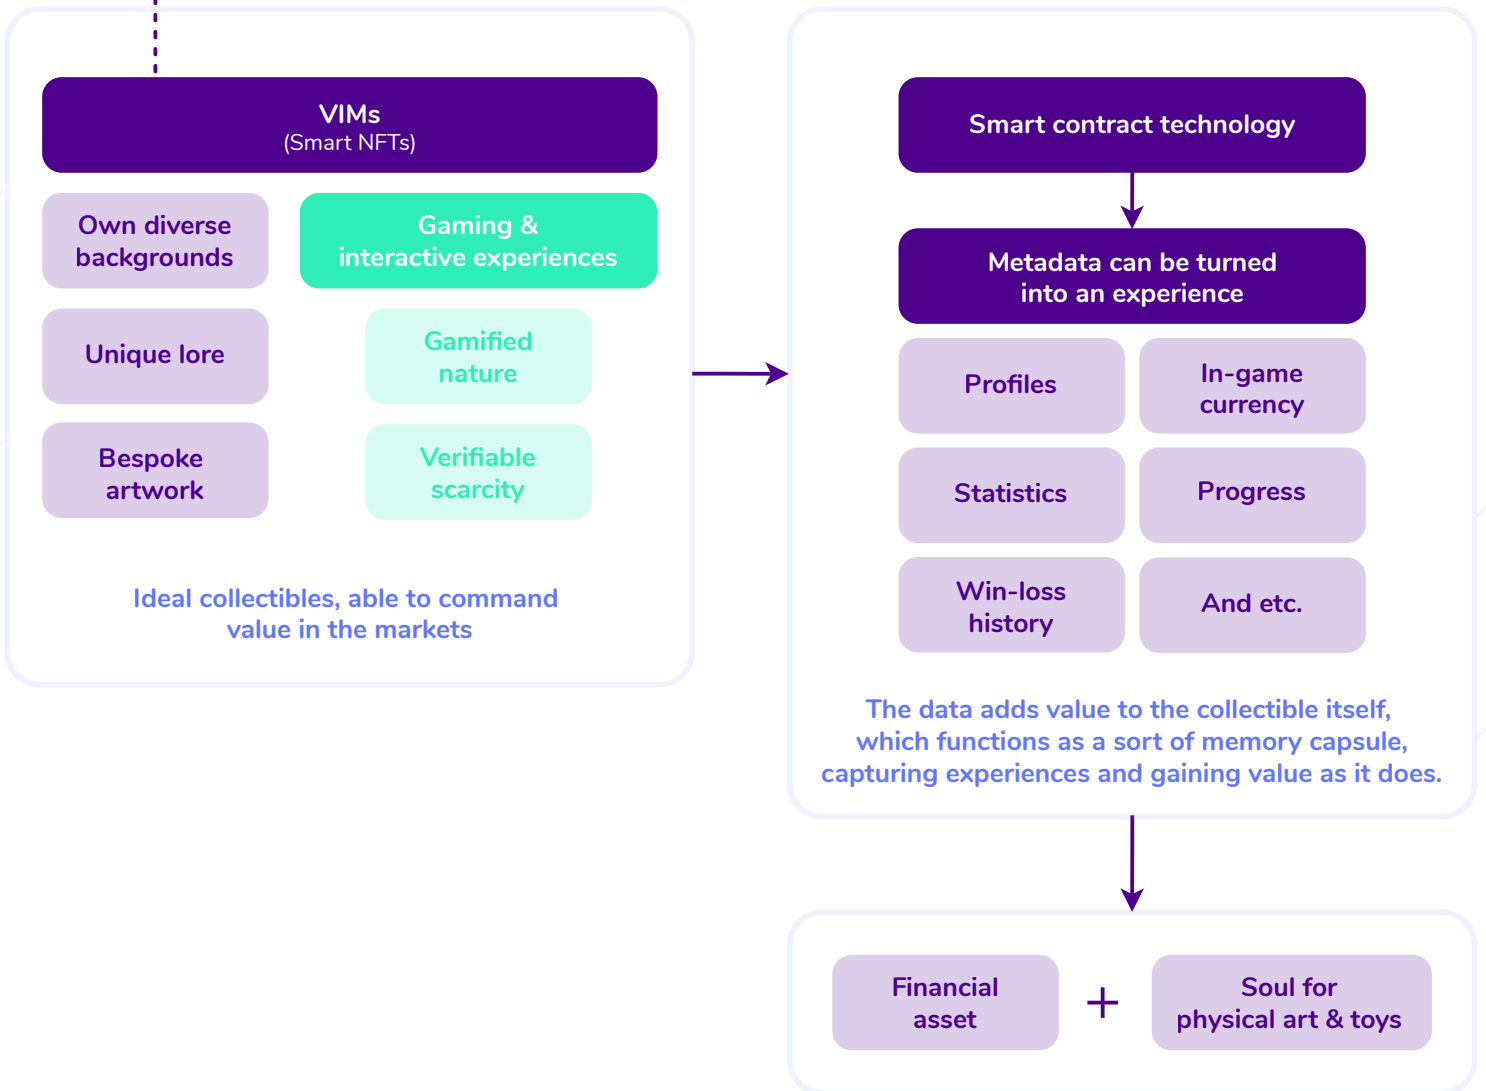 VIMs
(Smart NFTs)
Own diverse
backgrounds
Gaming &
interactive experiences
Unique lore
Gamified
nature
Bespoke
artwork
Verifiable
scarcity
Ideal collectibles, able to command
value in the markets
Smart contract technology
Metadata can be turned
into an experience
Profiles
In-game
currency
Statistics
Progress
Win-loss
history
And etc.
The data adds value to the collectible itself,
which functions as a sort of memory capsule,
capturing experiences and gaining value as it does.
Financial
asset
+
Soul for
physical art & toys